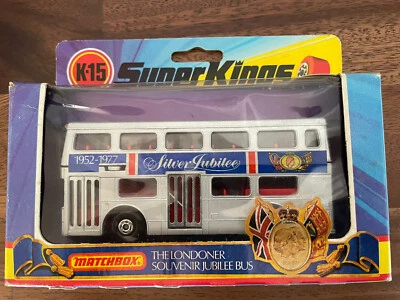 K-15 SuperKings
1952-1977 Silver Jubilee
MATCHBOX
THE LONDONER
SOUVENIR JUBILEE BUS